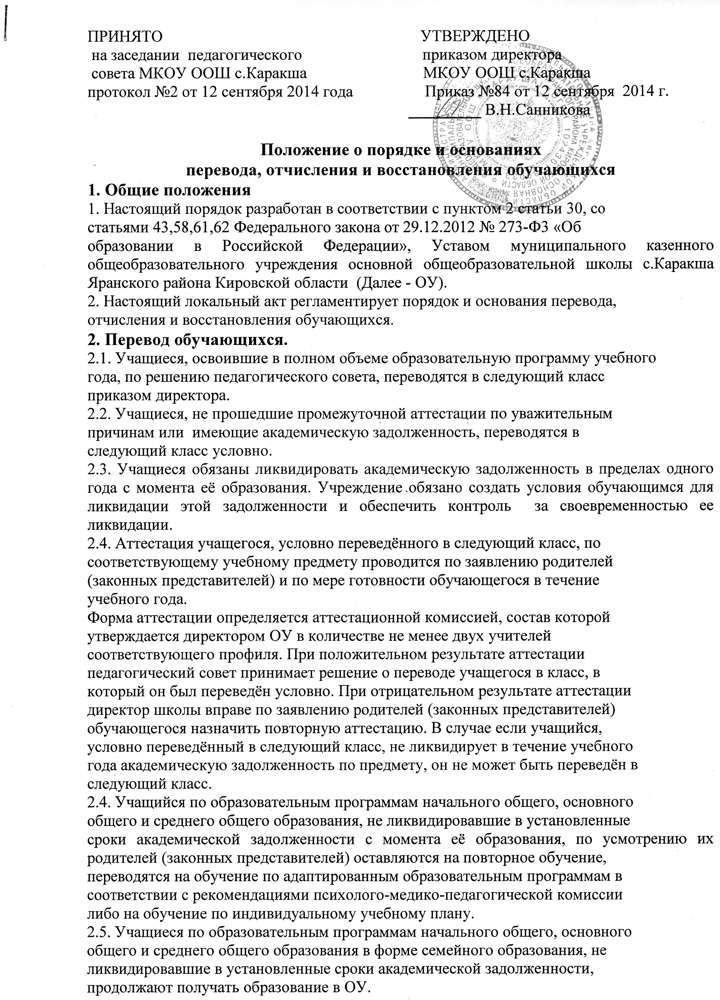 ПРИНЯТО УТВЕРЖДЕНО
на заседании педагогического приказом директора
совета МКОУ ООШ с.Каракша МКОУ ООШ с,Каракша
протокол №2 от 12 сентября 2014 года Приказ №84 от 12 сентября 2014 г.
В.Н.Санникова
Положение о порядке и основаниях
перевода, отчисления и восстановления обучающихся
1. Общие положения
1. Настоящий порядок разработан в соответствии с пунктом 2 статьи 30, со
статьями 43,58,61,62 Федерального закона от 29.12.2012 № 273-ФЗ «Об
образовании в Российской Федерации», Уставом муниципального казенного
общеобразовательного учреждения основной общеобразовательной школы с.Каракша
Яранского района Кировской области (Далее - ОУ).
2. Настоящий локальный акт регламентирует порядок и основания перевода,
отчисления и восстановления обучающихся.
2. Перевод обучающихся.
2.1. Учащиеся, освоившие в полном объеме образовательную программу учебного
года, по решению педагогического совета, переводятся в следующий класс
приказом директора.
2.2. Учащиеся, не прошедшие промежуточной аттестации по уважительным
причинам или имеющие академическую задолженность, переводятся в
следующий класс условно.
2.3. Учащиеся обязаны ликвидировать академическую задолженность в пределах одного
года с момента её образования. Учреждение обязано создать условия обучающимся для
ликвидации этой задолженности и обеспечить контроль за своевременностью ее
ликвидации.
2.4. Аттестация учащегося, условно переведённого в следующий класс, по
соответствующему учебному предмету проводится по заявлению родителей
(законных представителей) и по мере готовности обучающегося в течение
учебного года.
Форма аттестации определяется аттестационной комиссией, состав которой
утверждается директором ОУ в количестве не менее двух учителей
соответствующего профиля. При положительном результате аттестации
педагогический совет принимает решение о переводе учащегося в класс, в
который он был переведён условно. При отрицательном результате аттестации
директор школы вправе по заявлению родителей (законных представителей)
обучающегося назначить повторную аттестацию. В случае если учащийся,
условно переведённый в следующий класс, не ликвидирует в течение учебного
года академическую задолженность по предмету, он не может быть переведён в
следующий класс.
2.4. Учащийся по образовательным программам начального общего, основного
общего и среднего общего образования, не ликвидировавшие в установленные
сроки академической задолженности с момента её образования, по усмотрению их
родителей (законных представителей) оставляются на повторное обучение,
переводятся на обучение по адаптированным образовательным программам в
соответствии с рекомендациями психолого-медико-педагогической комиссии
либо на обучение по индивидуальному учебному плану.
2.5. Учащиеся по образовательным программам начального общего, основного
общего и среднего общего образования в форме семейного образования, не
ликвидировавшие в установленные сроки академической задолженности,
продолжают получать образование в ОУ.